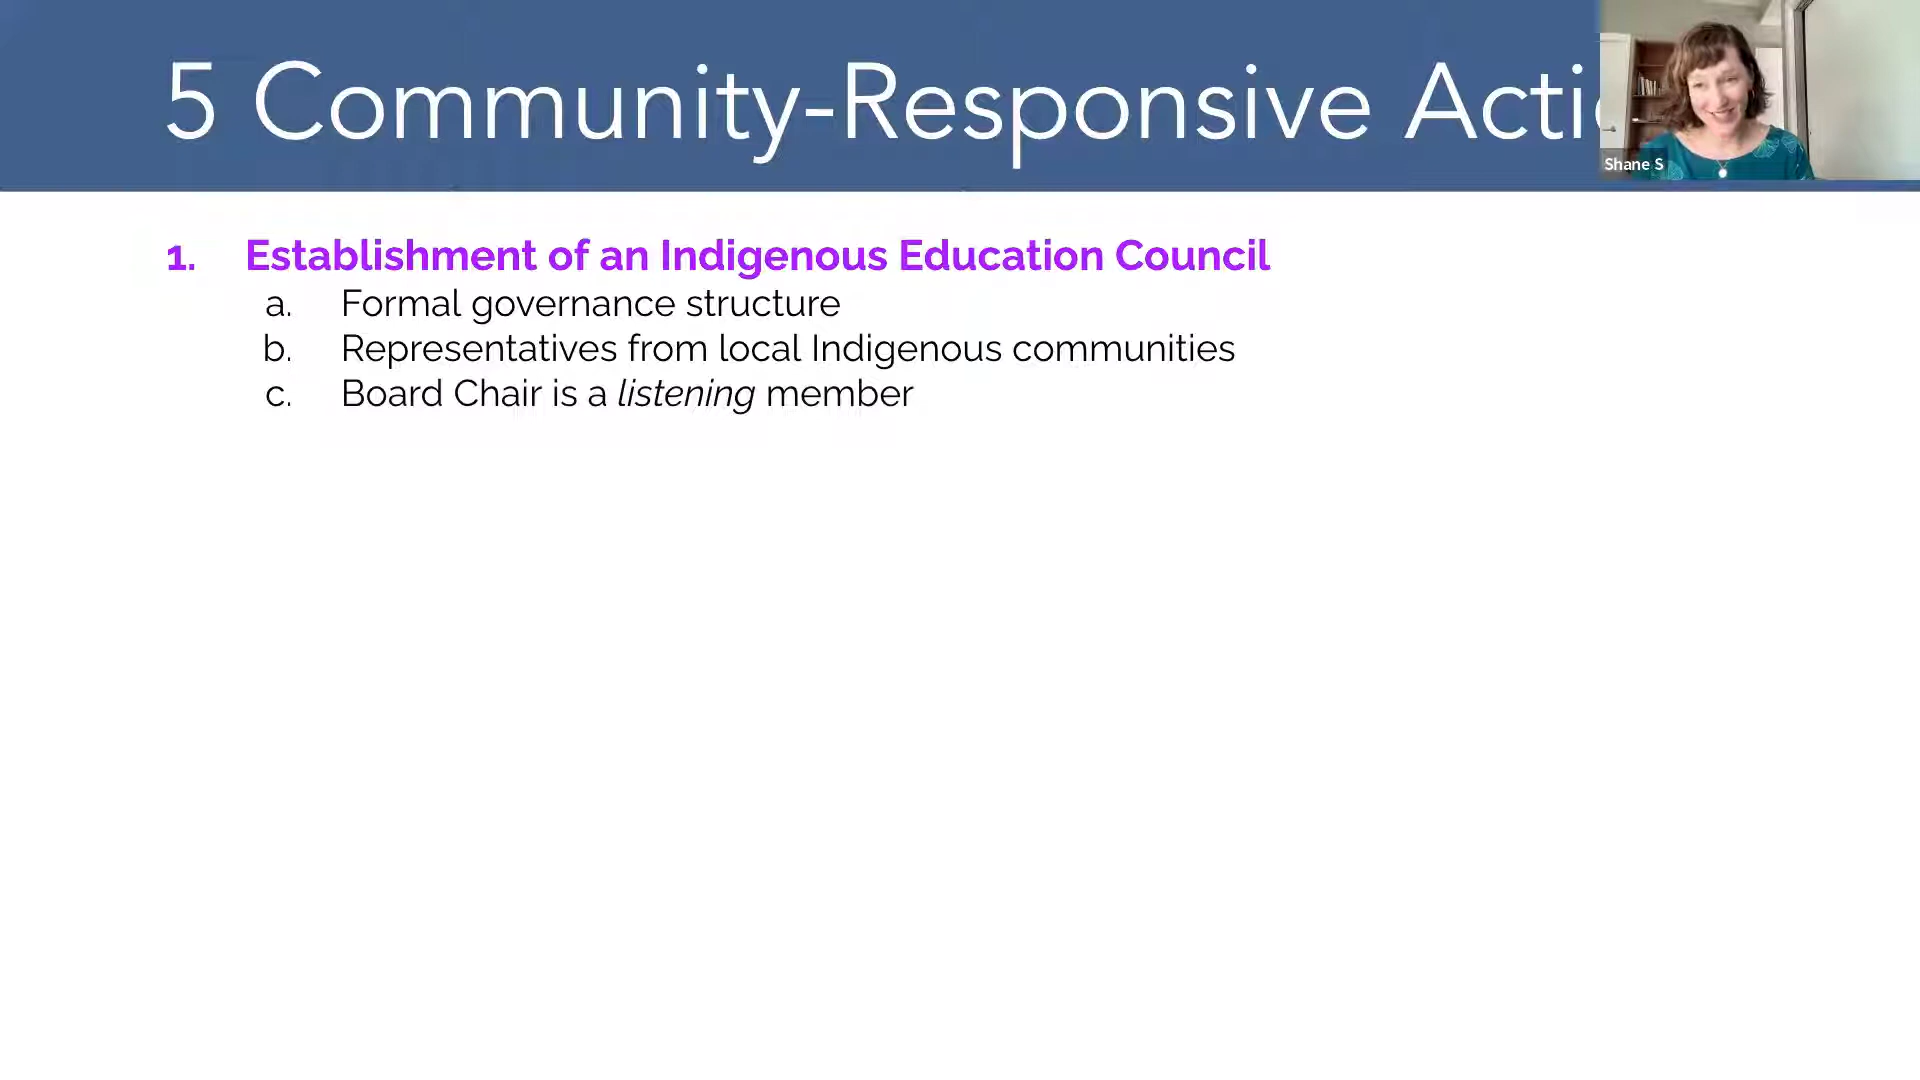 5 Community-Responsive
Shane S
1. Establishment of an Indigenous Education Council
a. Formal governance structure
b. Representatives from local Indigenous communities
c. Board Chair is a listening member